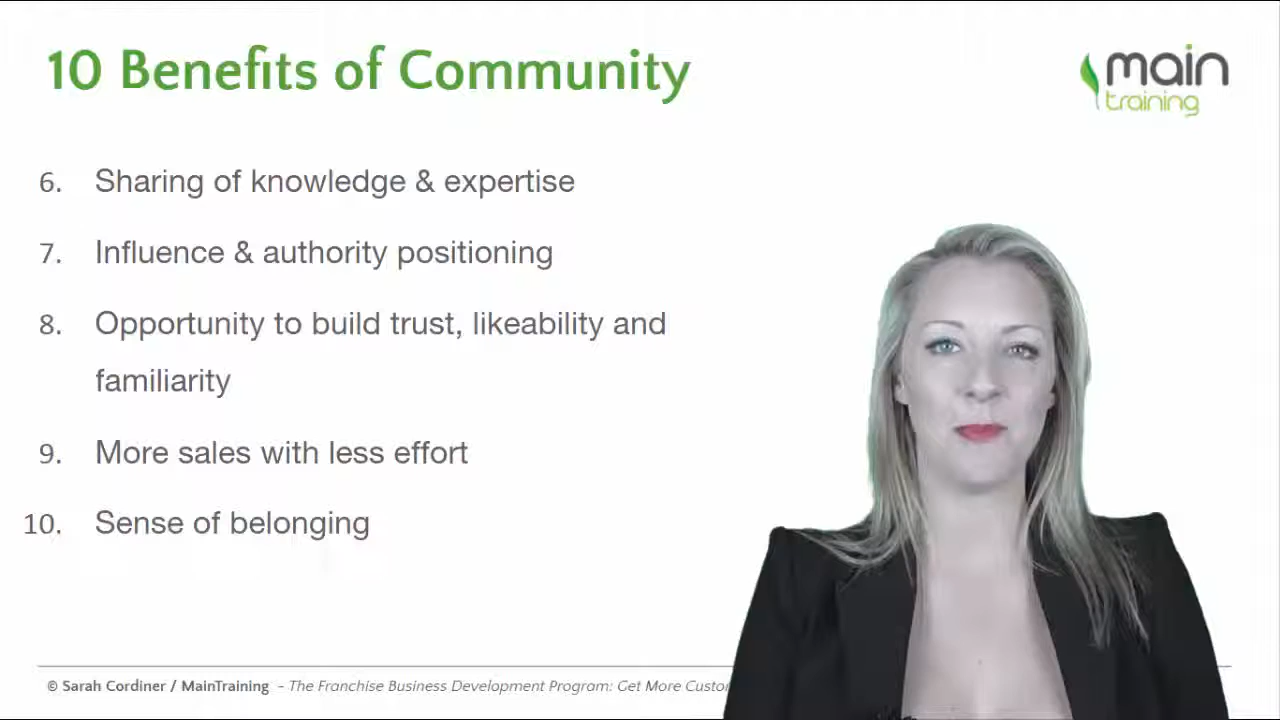 10 Benefits of Community
main
training
6. Sharing of knowledge & expertise
7. Influence & authority positioning
8. Opportunity to build trust, likeability and
familiarity
9. More sales with less effort
10. Sense of belonging
© Sarah Cordiner / MainTraining - The Franchise Business Development Program: Get More